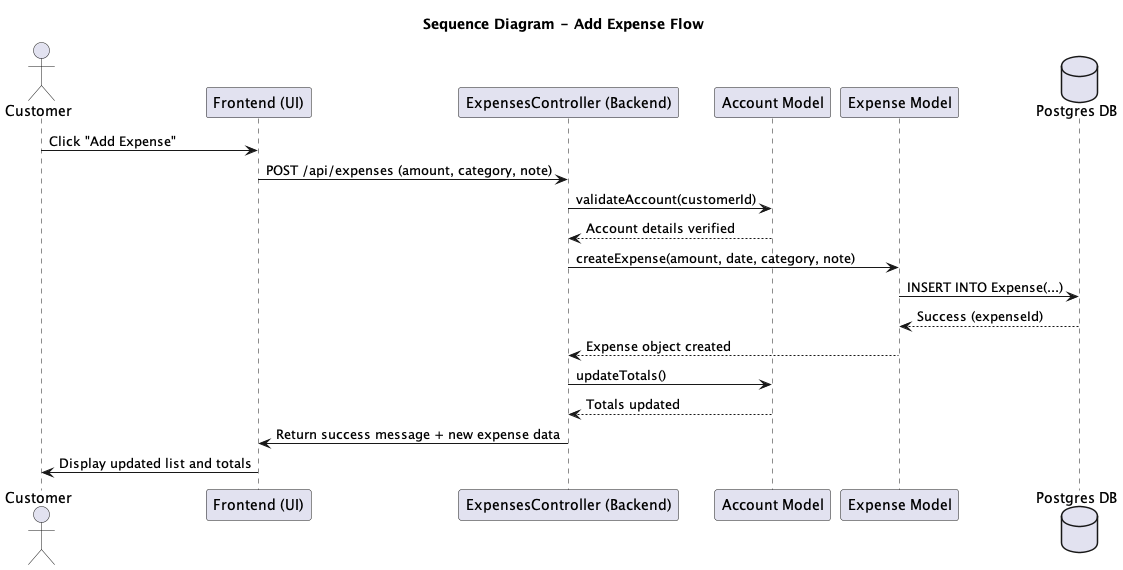 Sequence Diagram - Add Expense Flow
Customer
Frontend (UI)
ExpensesController (Backend)
Account Model
Expense Model
Postgres DB
Click "Add Expense"
POST /api/expenses (amount, category, note)
validateAccount(customerId)
Account details verified
createExpense(amount, date, category, note)
INSERT INTO Expense(...)
Success (expenseId)
Expense object created
updateTotals()
Totals updated
Return success message + new expense data
Display updated list and totals
Customer
Frontend (UI)
ExpensesController (Backend)
Account Model
Expense Model
Postgres DB